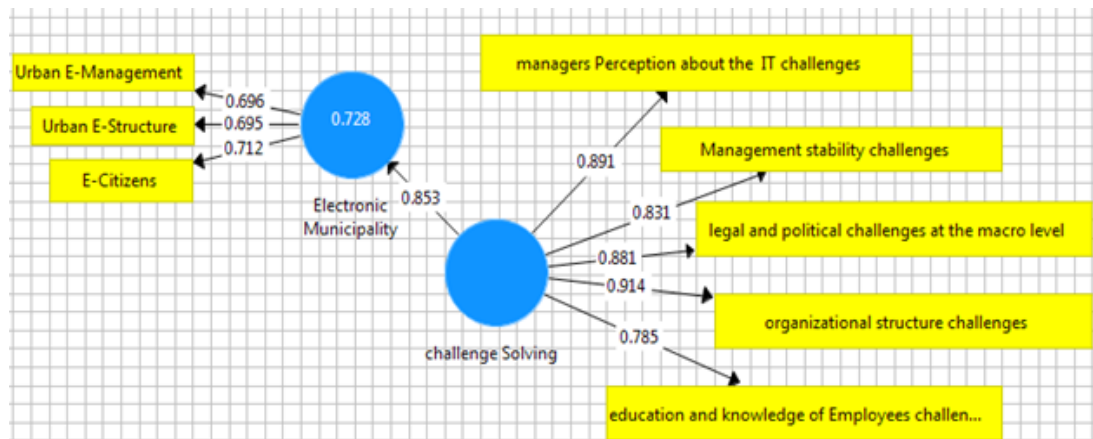 managers Perception about the IT challenges
Urban E-Management
0.696
Urban E-Structure
0.695
0.728
0.712
E-Citizens
0.891
Management stability challenges
0.853
Electronic
Municipality
0.831
legal and political challenges at the macro level
0.881
0.914
organizational structure challenges
0.785
challenge Solving
education and knowledge of Employees challen...